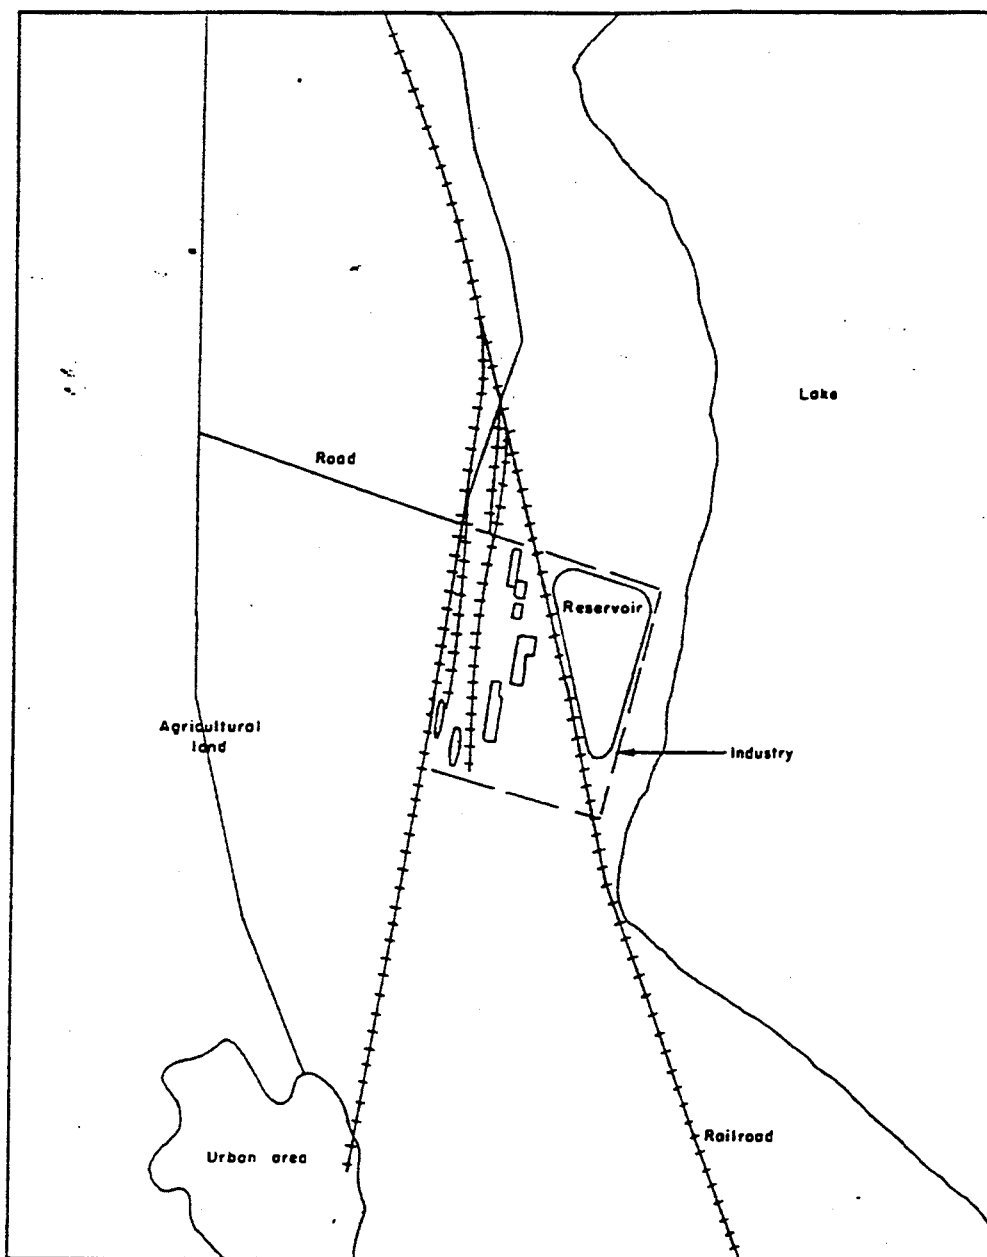 Lake
Road
Reservoir
Agricultural
land
Industry
Railroad
Urban area